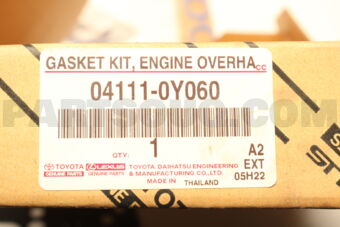 GASKET KIT, ENGINE OVERHA CC
04111-0Y060
QTY: 1
A2
EXT
05H22
TOYOTA GENUINE PARTS
LEXUS GENUINE PARTS
TOYOTA DAIHATSU ENGINEERING
& MANUFACTURING CO.,LTD.
MADE IN THAILAND